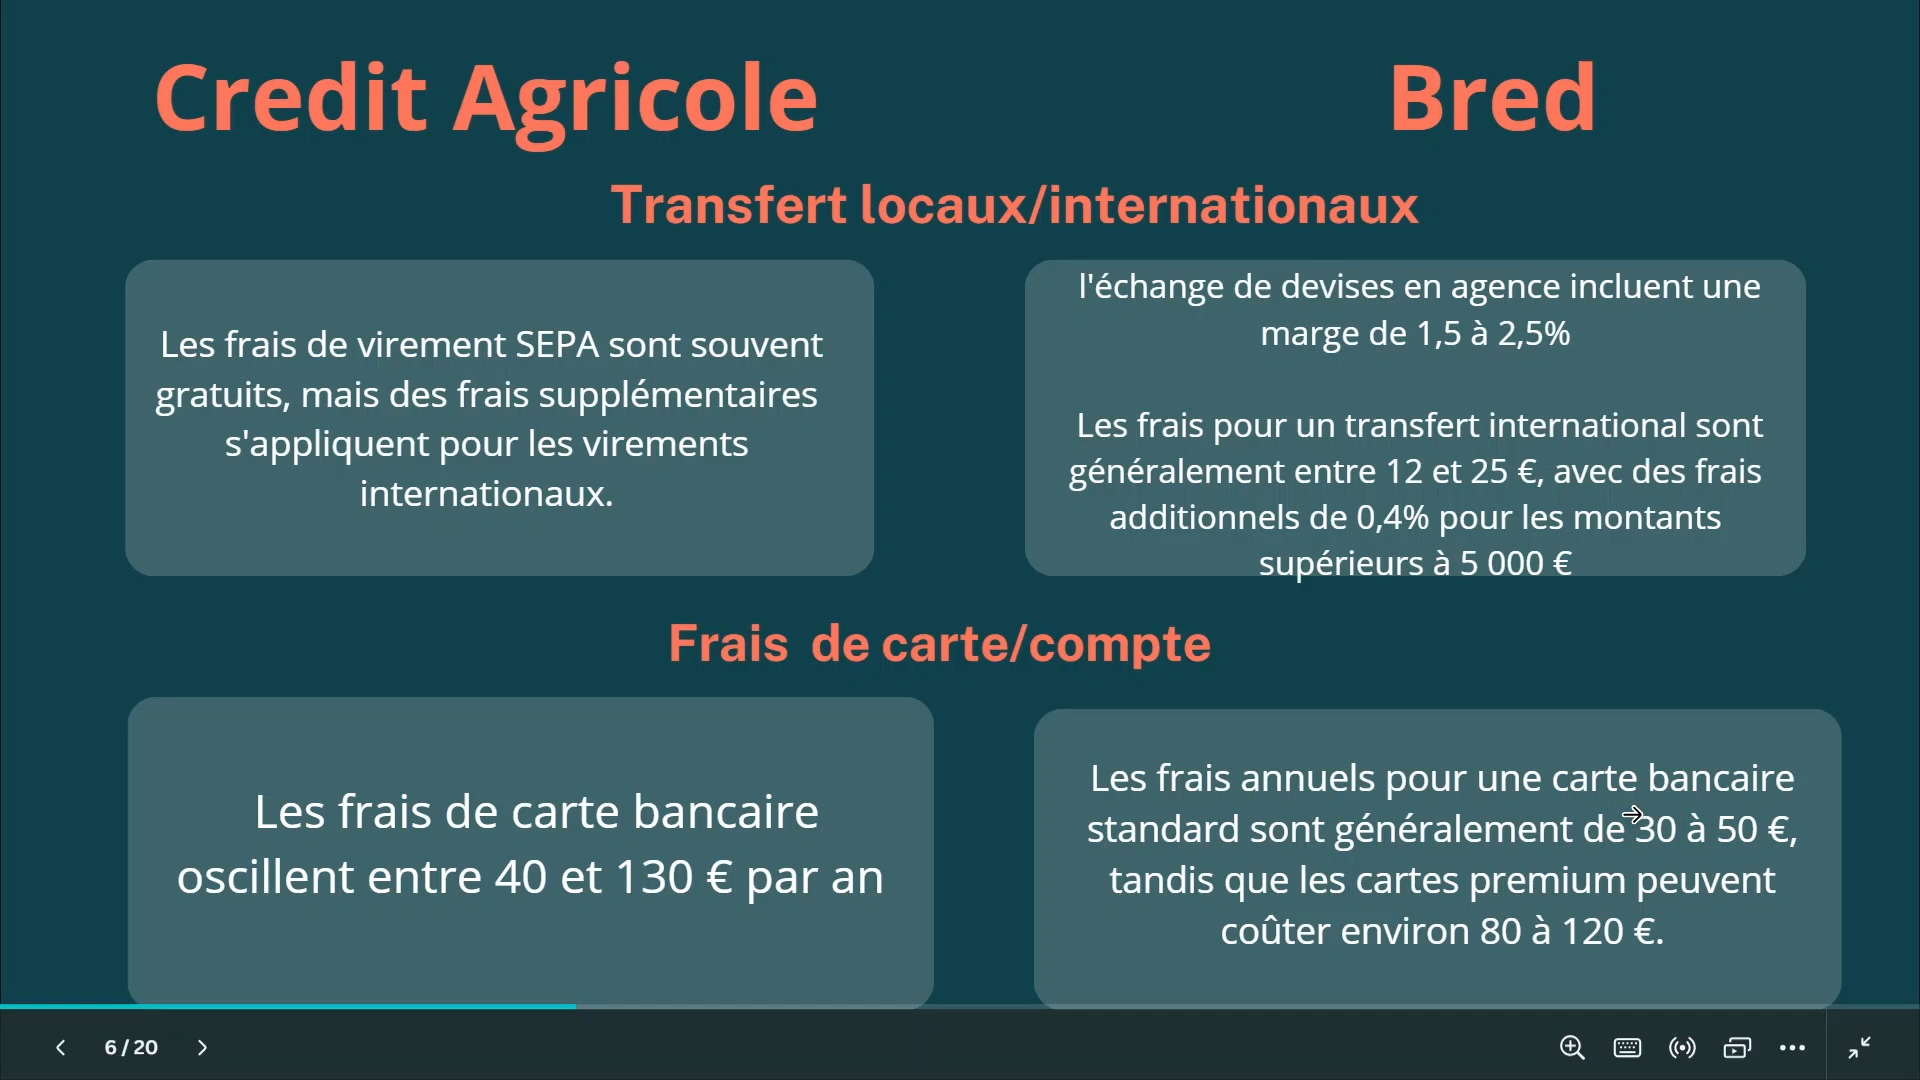 Credit Agricole
Bred
Transfert locaux/internationaux
Les frais de virement SEPA sont souvent
gratuits, mais des frais supplémentaires
s'appliquent pour les virements
internationaux.
l'échange de devises en agence incluent une
marge de 1,5 à 2,5%
Les frais pour un transfert international sont
généralement entre 12 et 25 €, avec des frais
additionnels de 0,4% pour les montants
supérieurs à 5 000 €
Frais de carte/compte
Les frais de carte bancaire
oscillent entre 40 et 130 € par an
Les frais annuels pour une carte bancaire
standard sont généralement de 30 à 50 €,
tandis que les cartes premium peuvent
coûter environ 80 à 120 €.
6 / 20